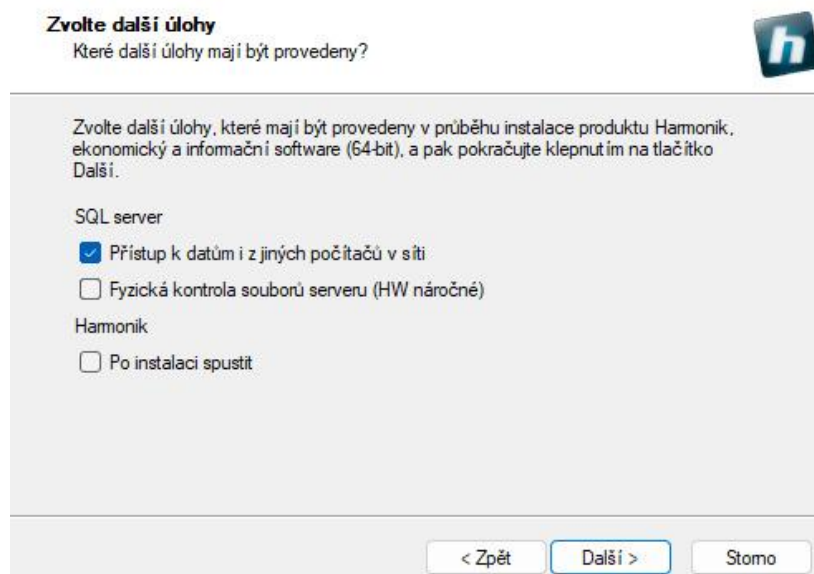 Zvolte další úlohy
Které další úlohy mají být provedeny?
h
Zvolte další úlohy, které mají být provedeny v průběhu instalace produktu Harmonik,
ekonomický a informační software (64-bit), a pak pokračujte klepnutím na tlačítko
Další.
SQL server
Přístup k datům i z jiných počítačů v síti
Fyzická kontrola souborů serveru (HW náročné)
Harmonik
Po instalaci spustit
< Zpět Další > Storno